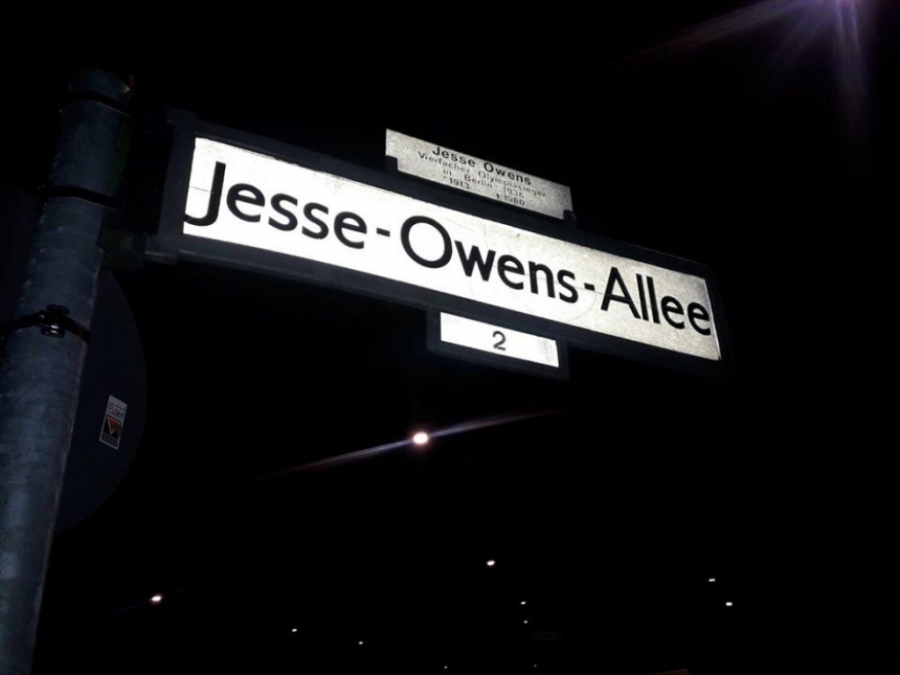 Jesse Owens
Vierfacher Olympiasieger
in Berlin 1936
*1913 †1980
Jesse-Owens-Allee
2